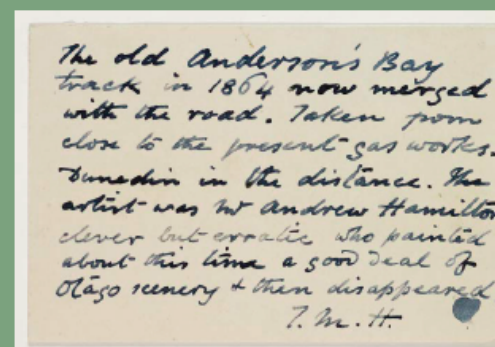 The old Anderson's Bay
track in 1864 now merged
with the road. Taken from
close to the present gas works.
Dunedin in the distance. The
artist was Mr Andrew Hamilton
clever but erratic who painted
about this time a good deal of
Otago scenery & then disappeared
T. M. H.